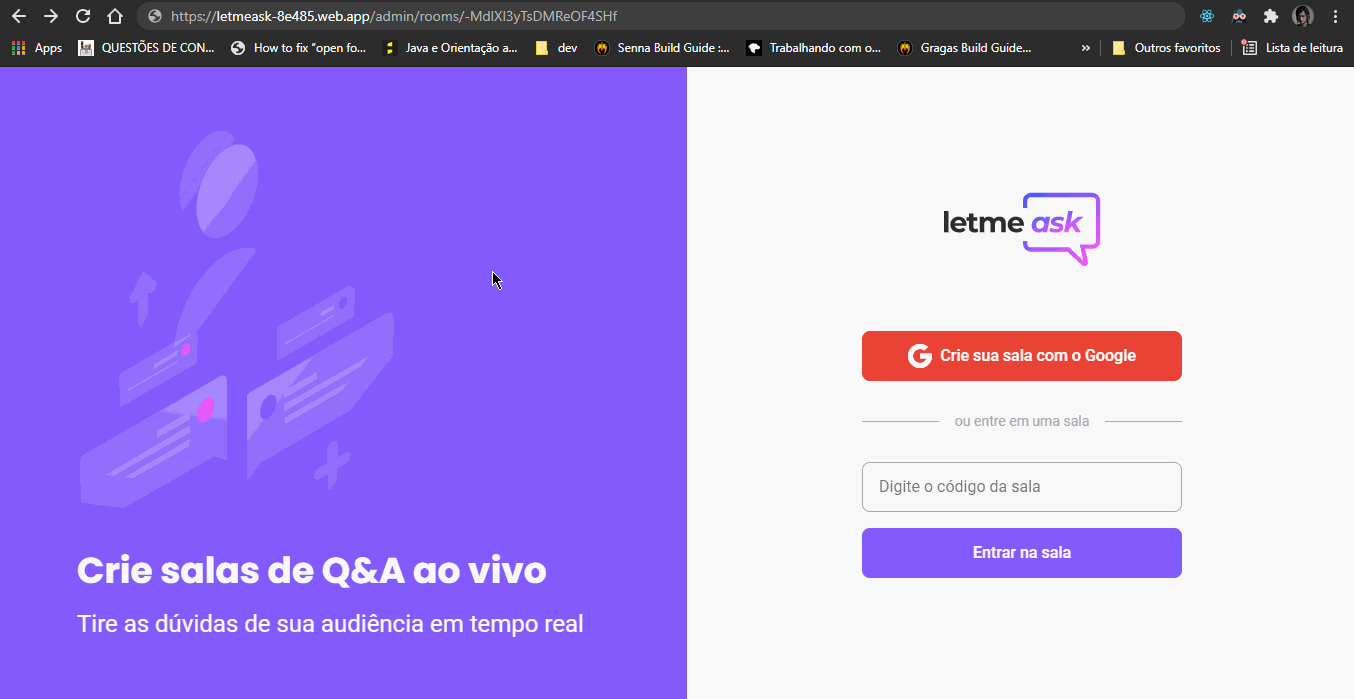 https://letmeask-8e485.web.app/admin/rooms/-MdIXl3yTsDMReOF4SHf
Apps QUESTÕES DE CON... How to fix “open fo... Java e Orientação a... dev Senna Build Guide :... Trabalhando com o... Gragas Build Guide... » Outros favoritos Lista de leitura
letme ask
Crie sua sala com o Google
ou entre em uma sala
Digite o código da sala
Entrar na sala
Crie salas de Q&A ao vivo
Tire as dúvidas de sua audiência em tempo real